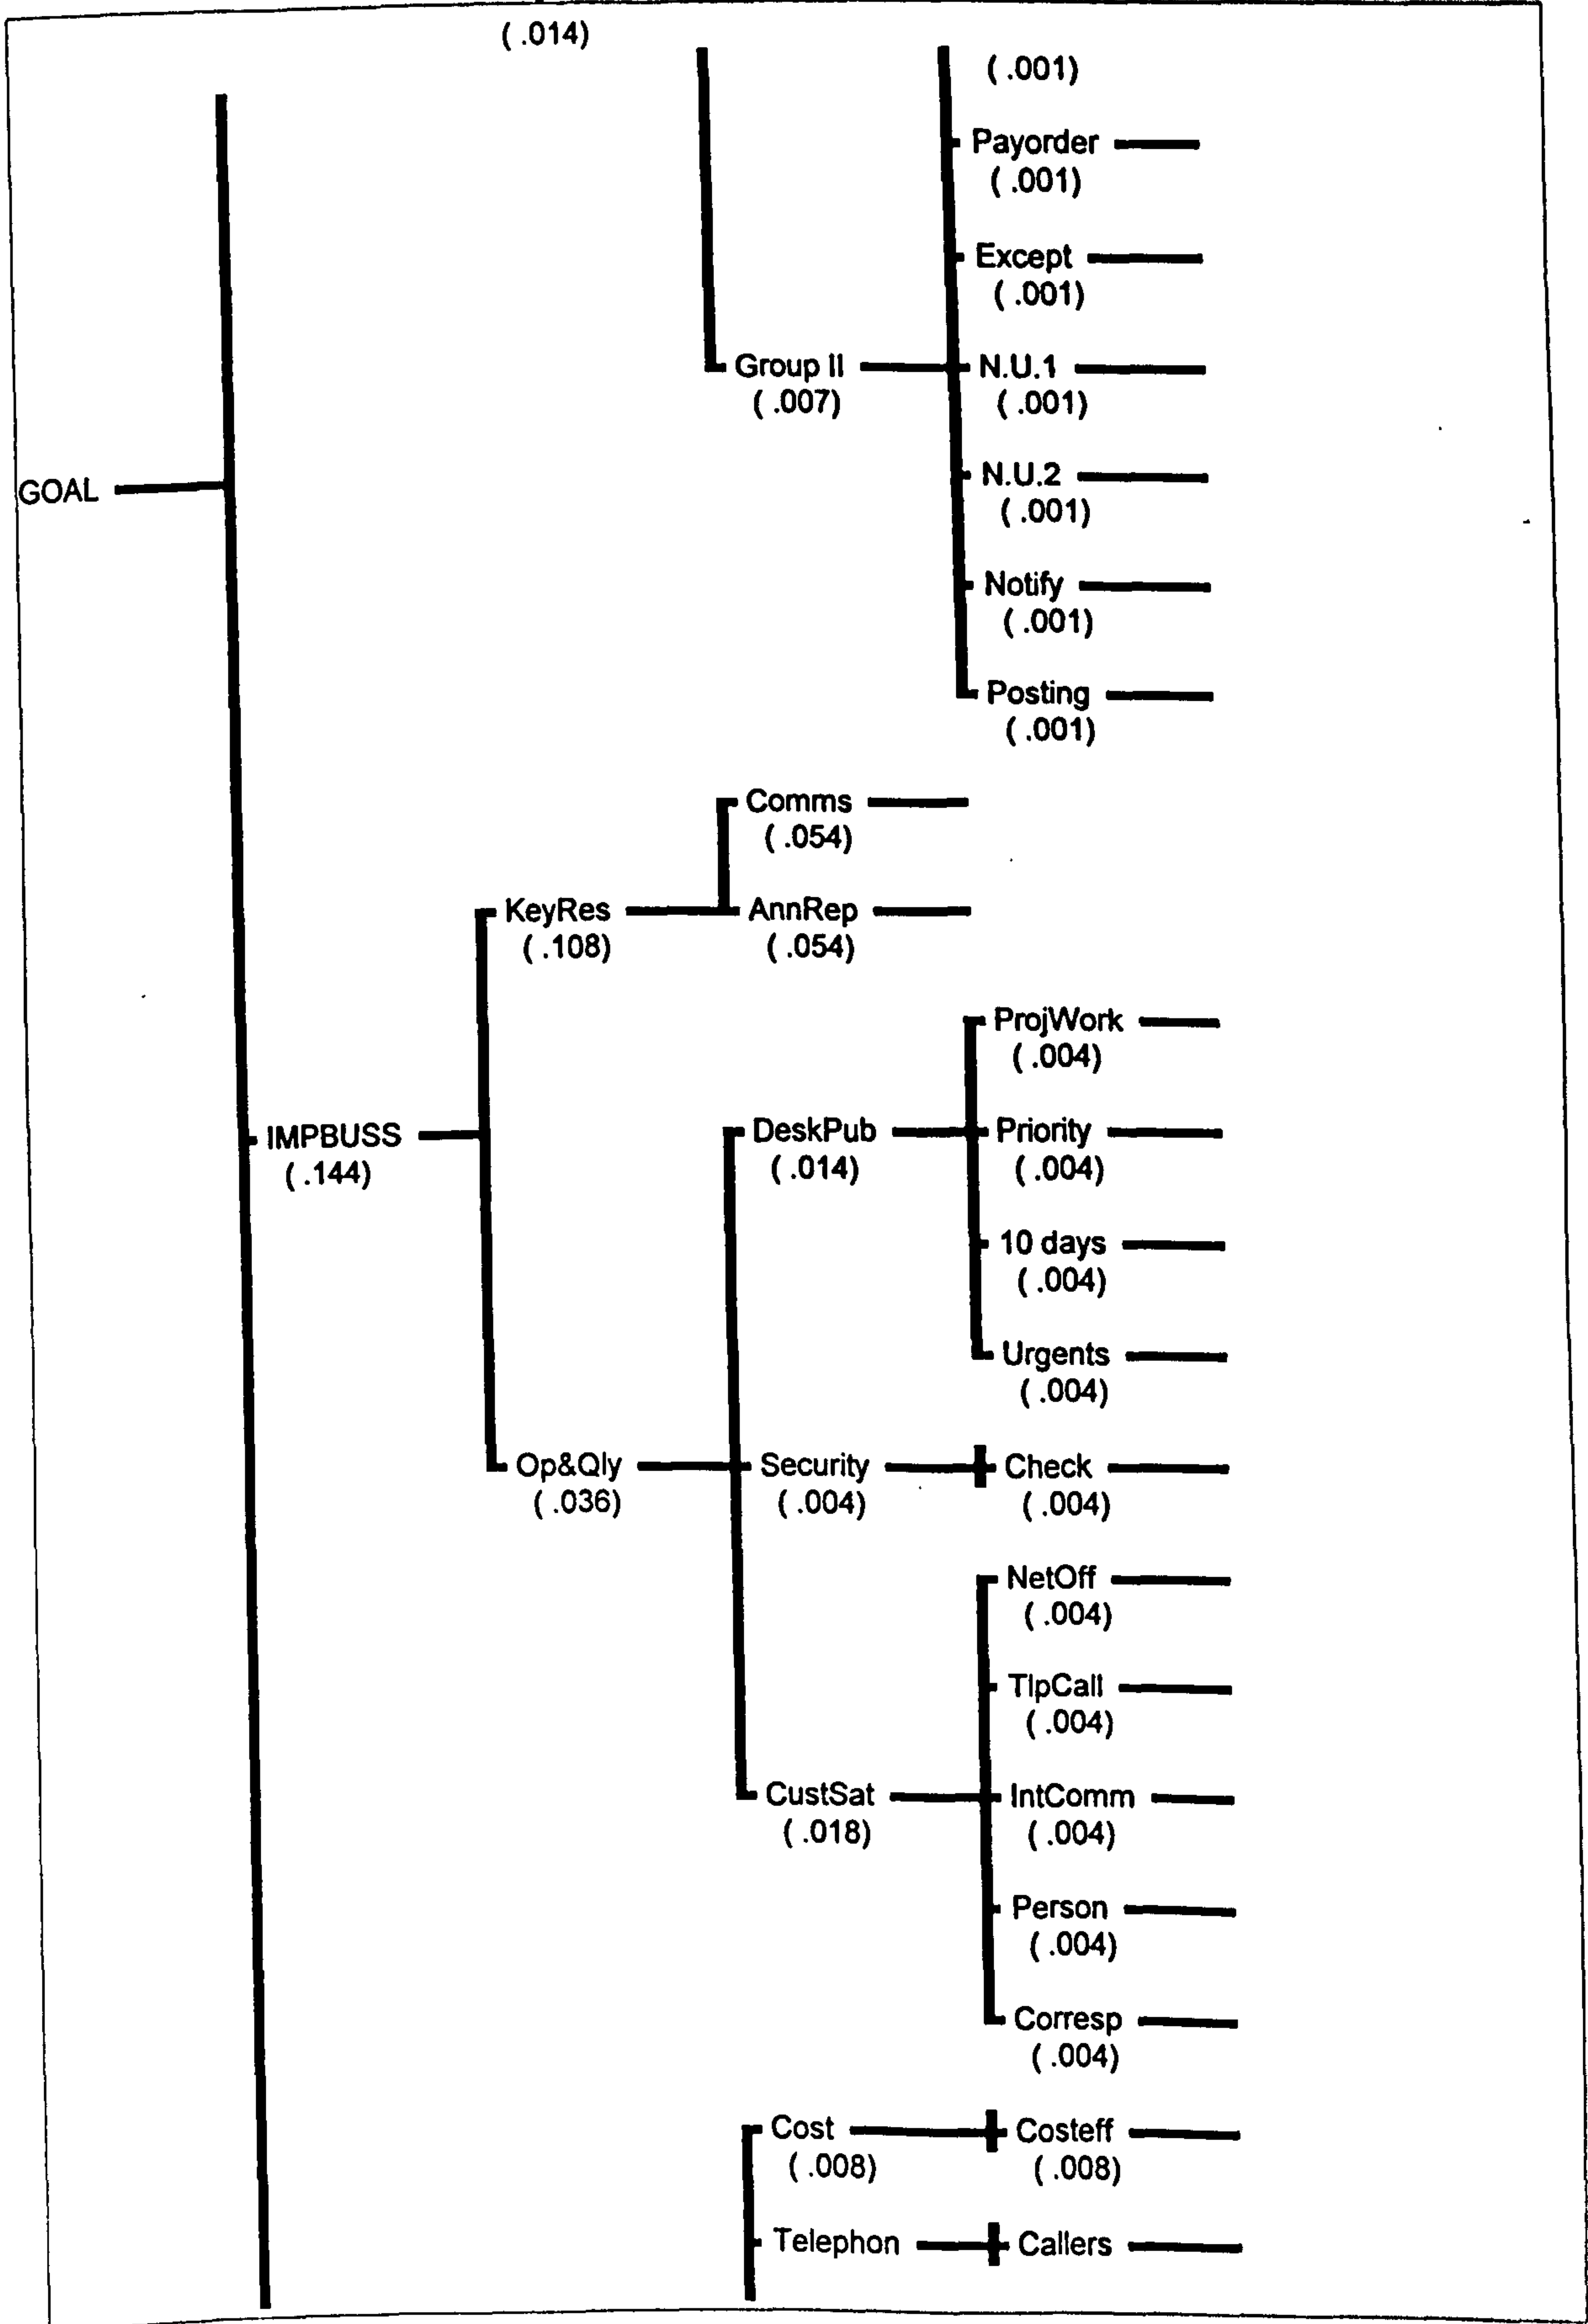 ( .014)
( .001)
Payorder
( .001)
Except
( .001)
Group II
( .007)
N.U.1
( .001)
GOAL
N.U.2
( .001)
Notify
( .001)
Posting
( .001)
Comms
( .054)
KeyRes
( .108)
AnnRep
( .054)
ProjWork
( .004)
IMPBUSS
( .144)
DeskPub
( .014)
Priority
( .004)
10 days
( .004)
Urgents
( .004)
Op&Qly
( .036)
Security
( .004)
Check
( .004)
NetOff
( .004)
TlpCall
( .004)
CustSat
( .018)
IntComm
( .004)
Person
( .004)
Corresp
( .004)
Cost
( .008)
Costeff
( .008)
Telephon
Callers